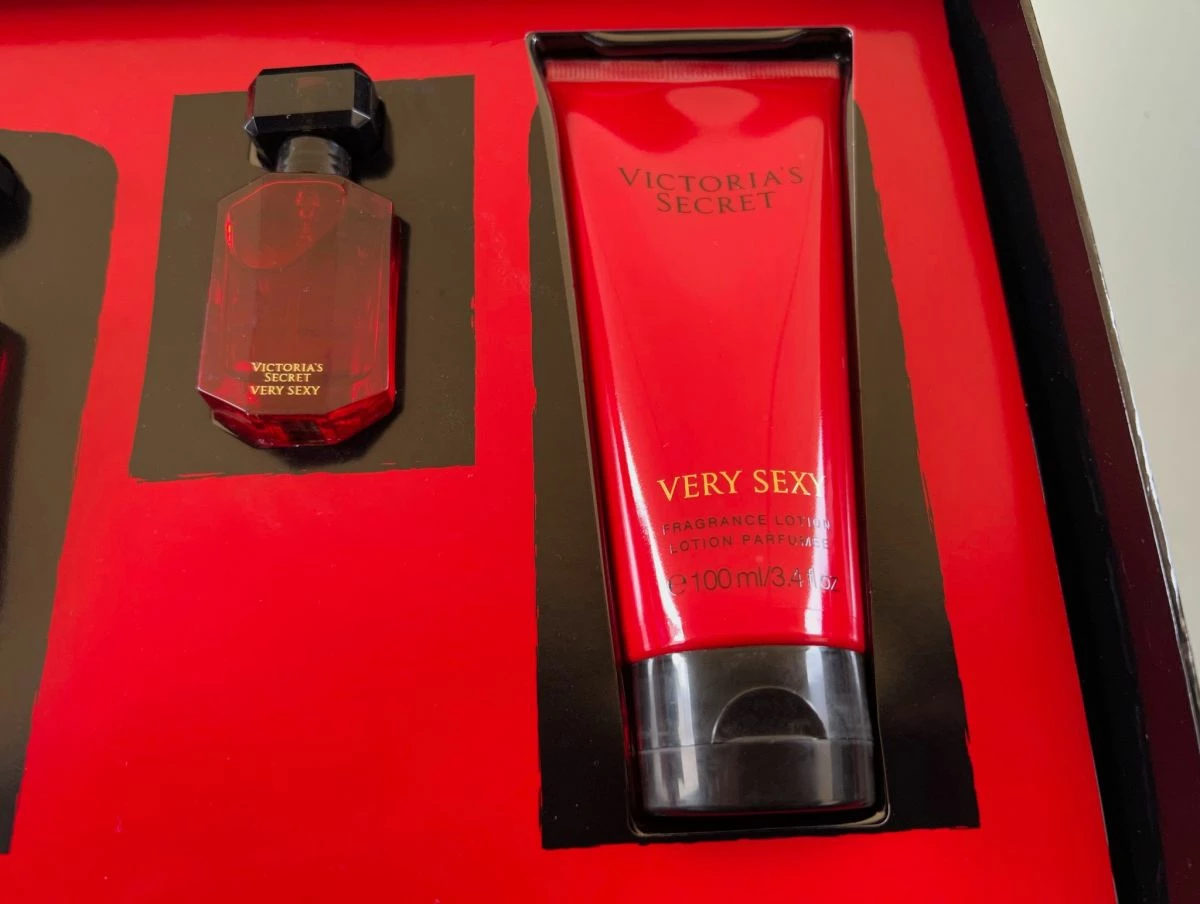 VICTORIA'S
SECRET
VERY SEXY
VICTORIA'S
SECRET
VERY SEXY
FRAGRANCE LOTION
LOTION PARFUMÉE
℮100 ml/3.4 fl oz